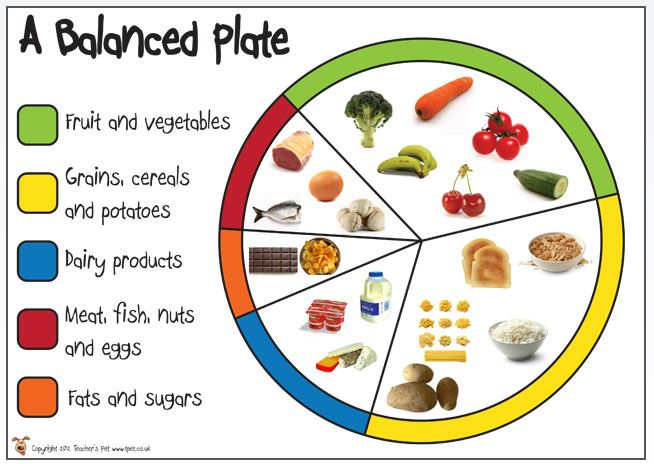 A Balanced Plate
Fruit and vegetables
Grains, cereals
and potatoes
Dairy products
Meat, fish, nuts
and eggs
Fats and sugars
MILK
Copyright 2012 Teacher's Pet www.tpet.co.uk